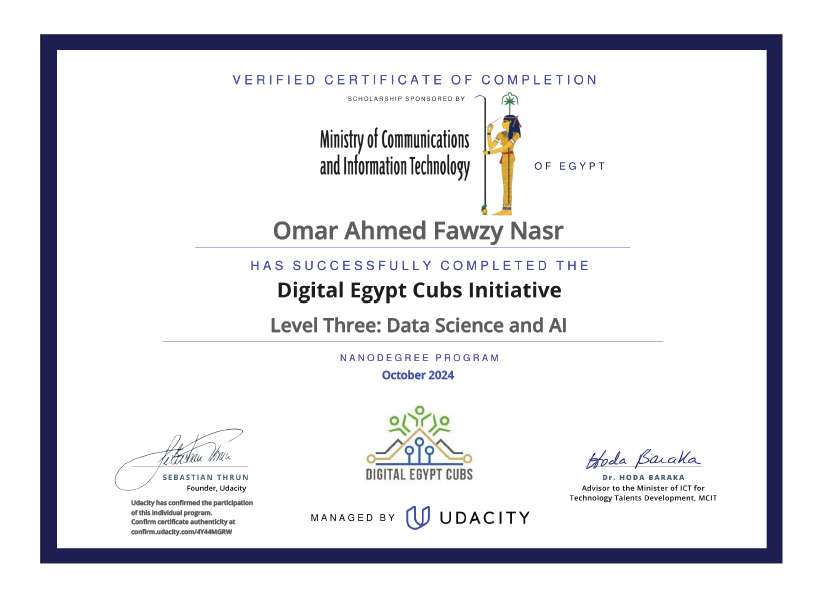 VERIFIED CERTIFICATE OF COMPLETION
SCHOLARSHIP SPONSORED BY
Ministry of Communications
and Information Technology
OF EGYPT
Omar Ahmed Fawzy Nasr
HAS SUCCESSFULLY COMPLETED THE
Digital Egypt Cubs Initiative
Level Three: Data Science and AI
NANODEGREE PROGRAM
October 2024
DIGITAL EGYPT CUBS
Sebastian Thrun
SEBASTIAN THRUN
Founder, Udacity
Udacity has confirmed the participation
of this individual program.
Confirm certificate authenticity at
confirm.udacity.com/4Y44MGRW
MANAGED BY UDACITY
Hoda Baraka
Dr. HODA BARAKA
Advisor to the Minister of ICT for
Technology Talents Development, MCIT